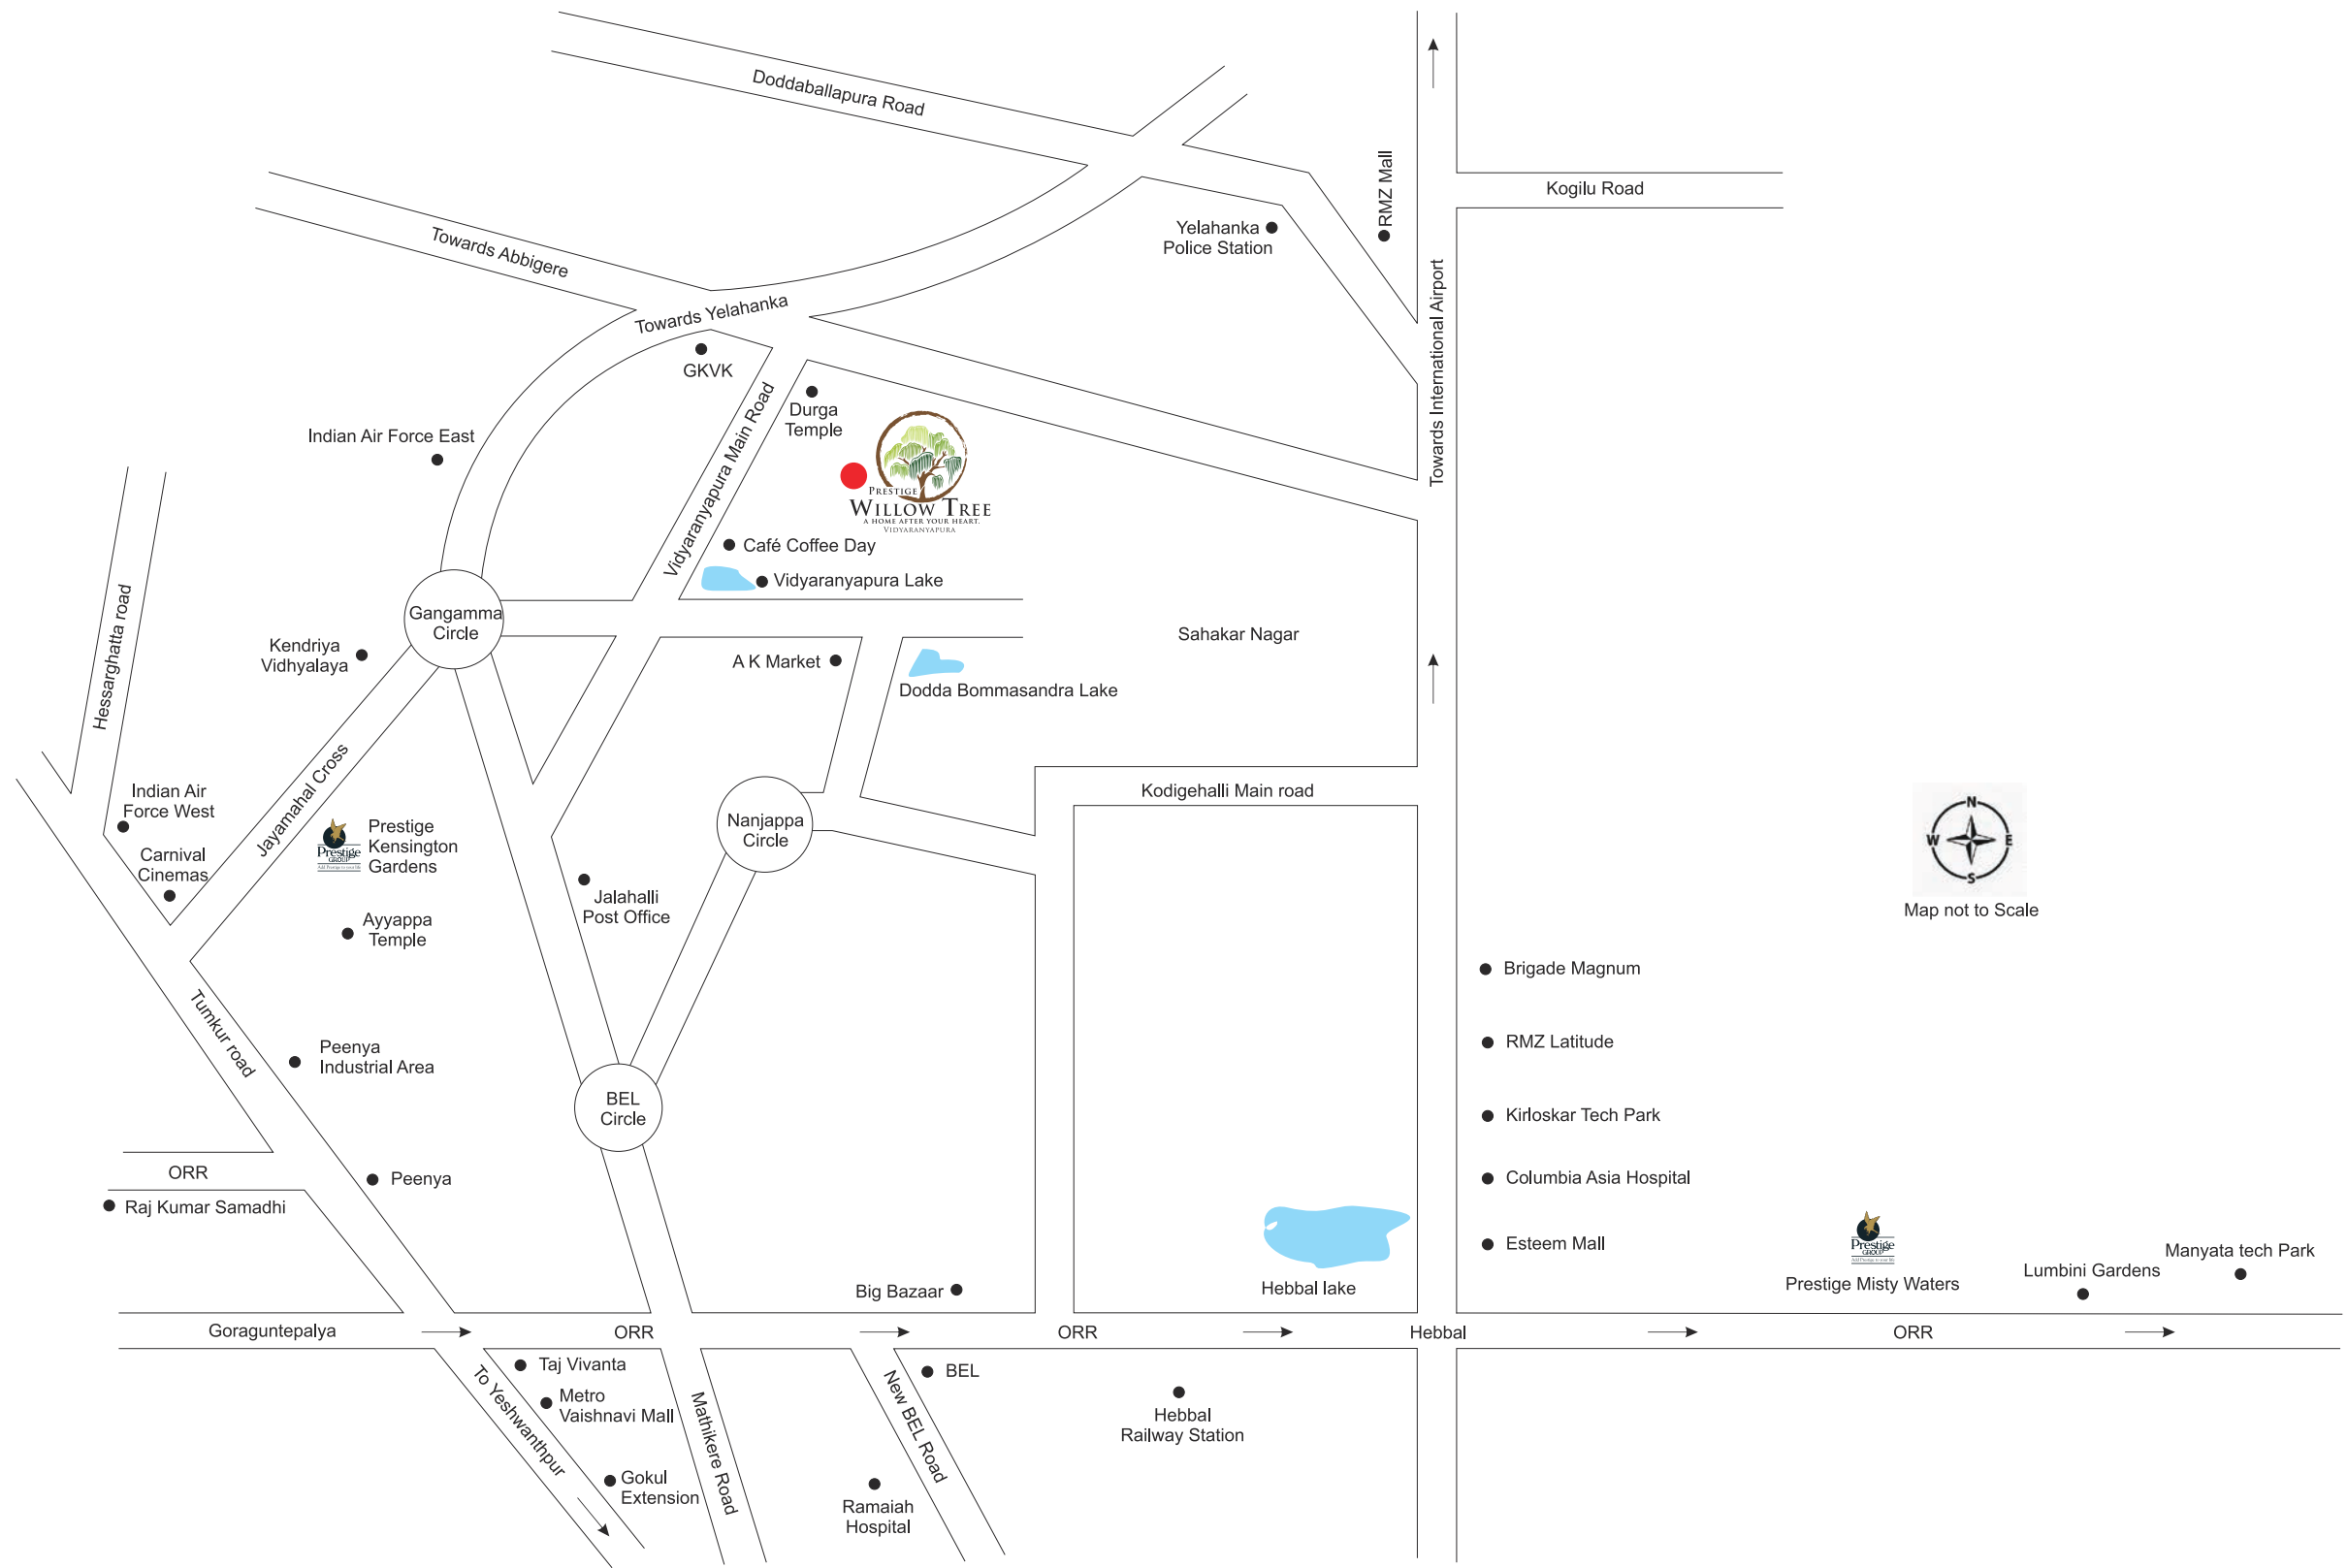 Doddaballapura Road
RMZ Mall
Kogilu Road
Yelahanka
Police Station
Towards Abbigere
Towards Yelahanka
Towards International Airport
GKVK
Durga
Temple
Indian Air Force East
Vidyaranyapura Main Road
PRESTIGE
WILLOW TREE
A HOME AFTER YOUR HEART.
VIDYARANYAPURA
Café Coffee Day
Vidyaranyapura Lake
Hessarghatta road
Gangamma
Circle
Kendriya
Vidhyalaya
A K Market
Sahakar Nagar
Dodda Bommasandra Lake
Jayamahal Cross
Indian Air
Force West
Kodigehalli Main road
N
W
E
S
Map not to Scale
Prestige
Kensington
Gardens
Prestige
GROUP
Nanjappa
Circle
Carnival
Cinemas
Jalahalli
Post Office
Ayyappa
Temple
Brigade Magnum
Tumkur road
RMZ Latitude
Peenya
Industrial Area
BEL
Circle
Kirloskar Tech Park
ORR
Peenya
Columbia Asia Hospital
Raj Kumar Samadhi
Esteem Mall
Prestige
GROUP
Prestige Misty Waters
Lumbini Gardens
Manyata tech Park
Big Bazaar
Hebbal lake
Goraguntepalya
ORR
ORR
Hebbal
ORR
To Yeshwanthpur
Taj Vivanta
Metro
Vaishnavi Mall
Mathikere Road
New BEL Road
BEL
Hebbal
Railway Station
Gokul
Extension
Ramaiah
Hospital